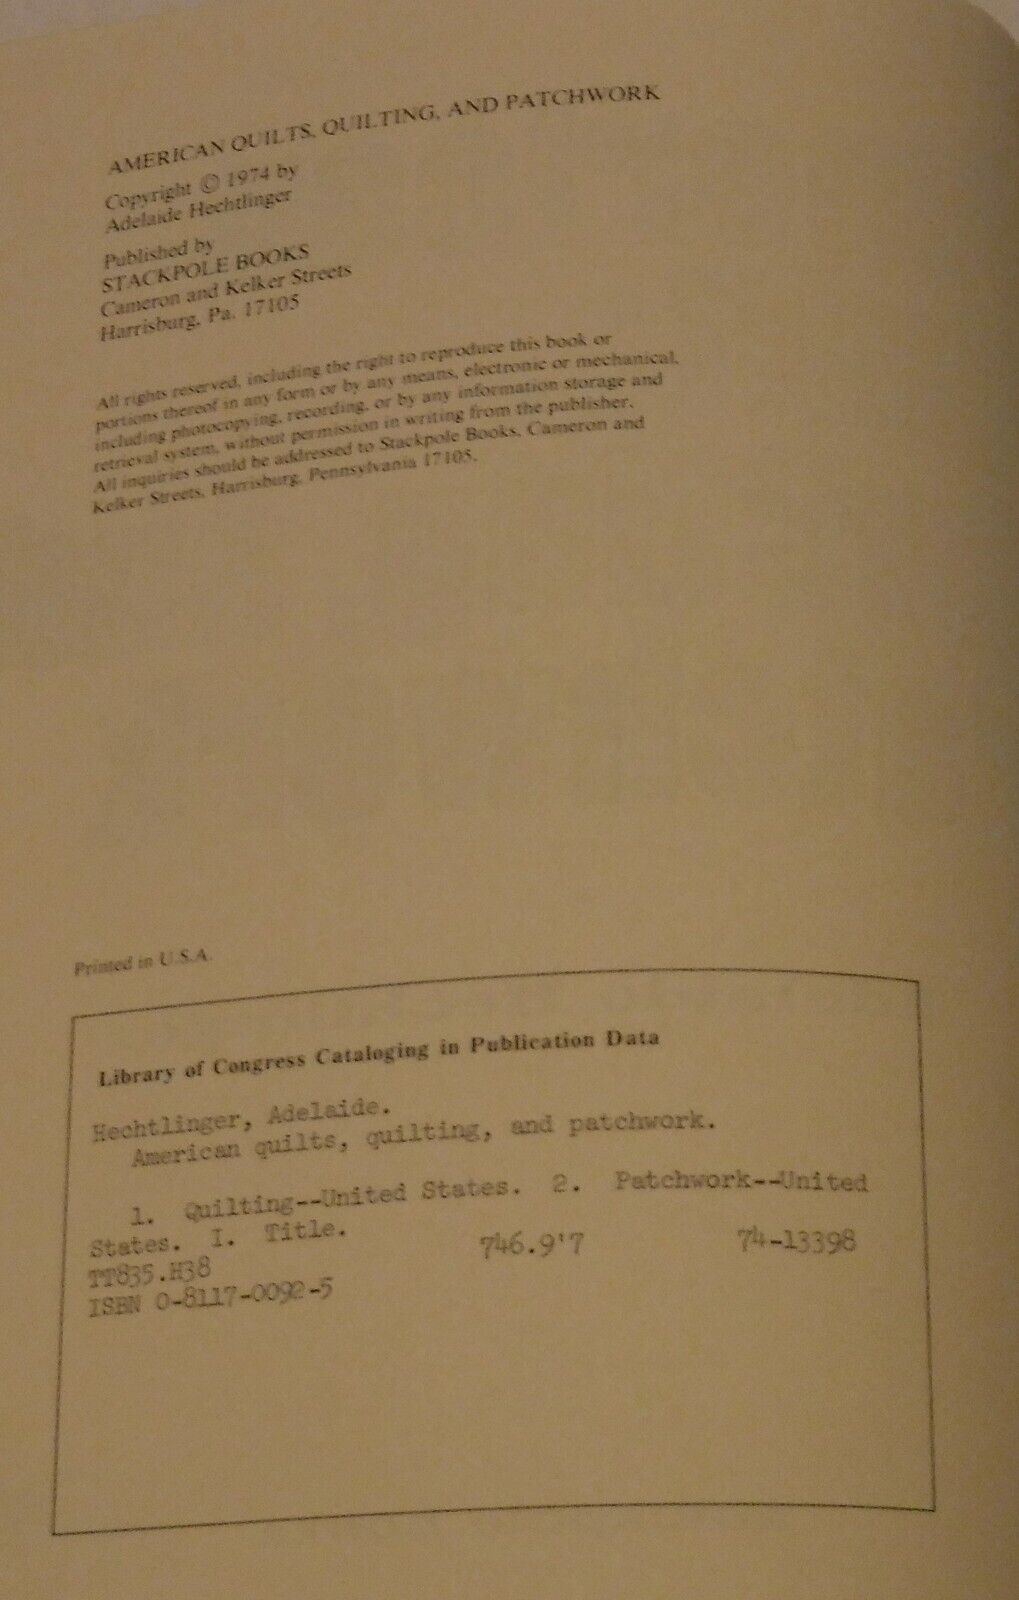 AMERICAN QUILTS, QUILTING, AND PATCHWORK
Copyright © 1974 by
Adelaide Hechtlinger
Published by
STACKPOLE BOOKS
Cameron and Kelker Streets
Harrisburg, Pa. 17105
All rights reserved, including the right to reproduce this book or
portions thereof in any form or by any means, electronic or mechanical,
including photocopying, recording, or by any information storage and
retrieval system, without permission in writing from the publisher.
All inquiries should be addressed to Stackpole Books, Cameron and
Kelker Streets, Harrisburg, Pennsylvania 17105.
Printed in U.S.A.
Library of Congress Cataloging in Publication Data
Hechtlinger, Adelaide.
American quilts, quilting, and patchwork.
1. Quilting--United States. 2. Patchwork--United
States. I. Title.
TT835.H38 746.9'7 74-13398
ISBN 0-8117-0092-5